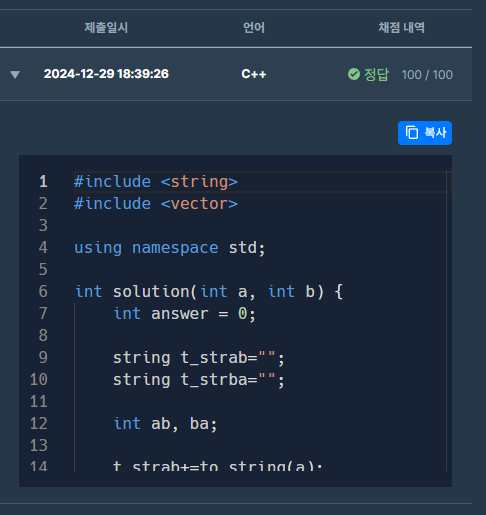 제출일시 언어 채점 내역
2024-12-29 18:39:26 C++ 정답 100 / 100
복사
1 #include <string>
2 #include <vector>
3
4 using namespace std;
5
6 int solution(int a, int b) {
7 int answer = 0;
8
9 string t_strab="";
10 string t_strba="";
11
12 int ab, ba;
13
14 t_strab+=to_string(a);